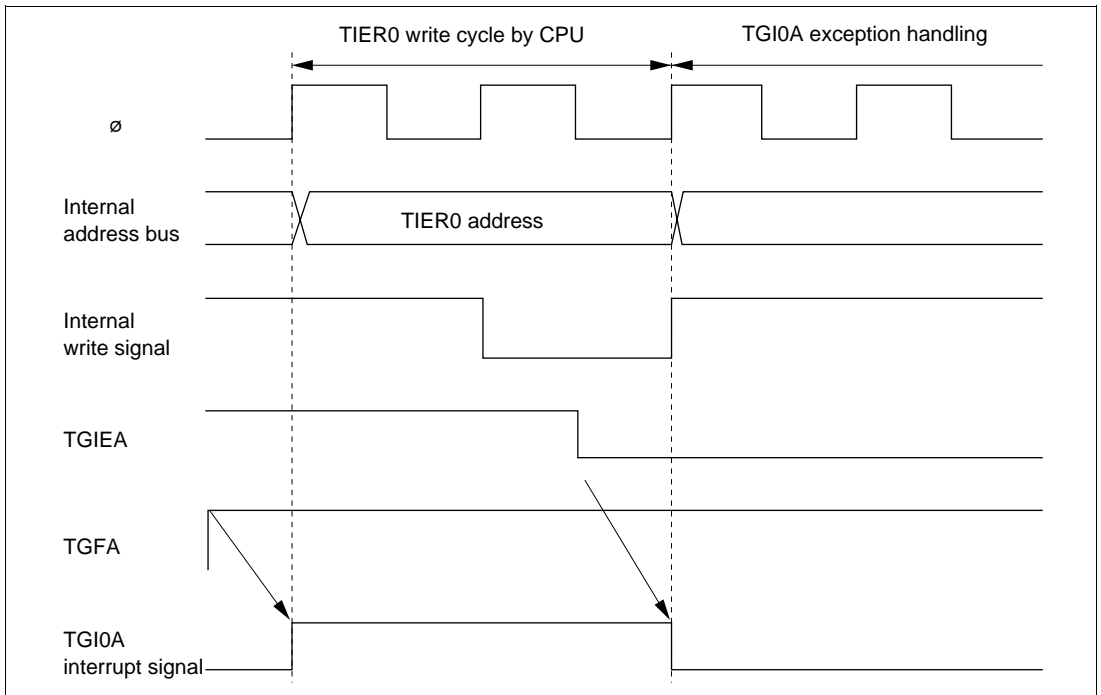 TIER0 write cycle by CPU
TGI0A exception handling
ø
Internal
address bus
TIER0 address
Internal
write signal
TGIEA
TGFA
TGI0A
interrupt signal